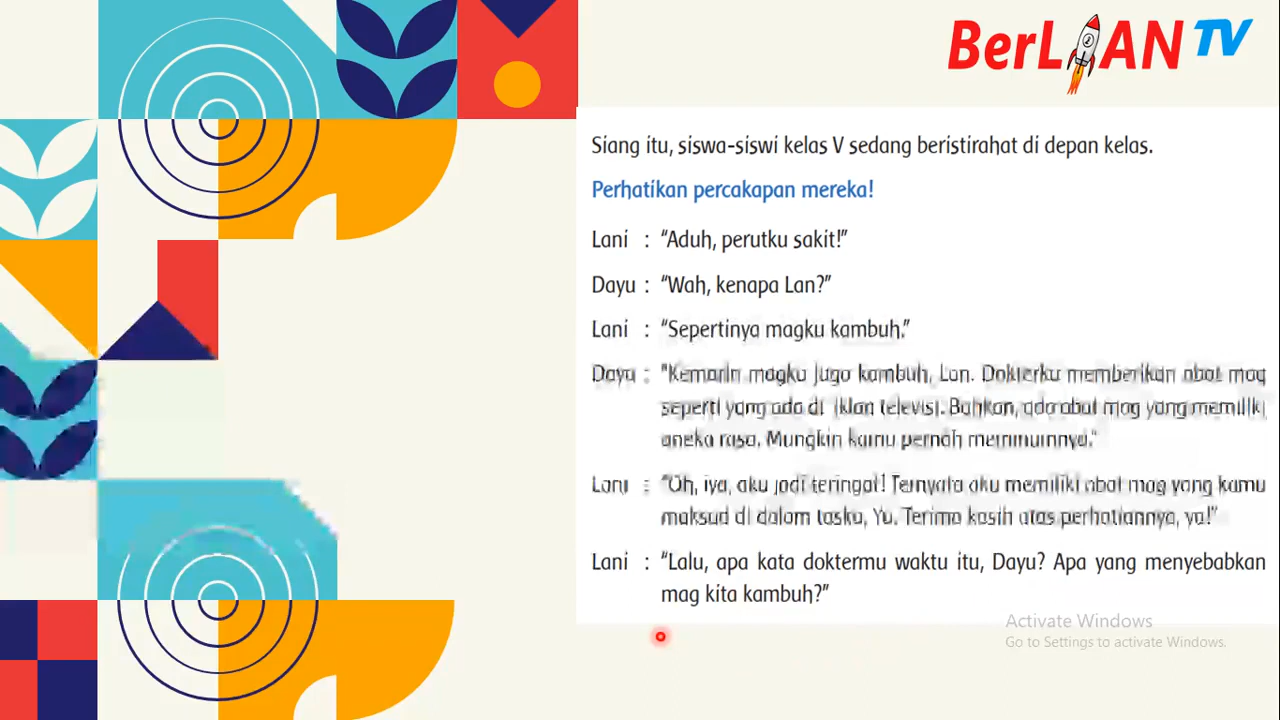 BerLIAN TV
Siang itu, siswa-siswi kelas V sedang beristirahat di depan kelas.
Perhatikan percakapan mereka!
Lani : “Aduh, perutku sakit!”
Dayu : “Wah, kenapa Lan?”
Lani : “Sepertinya magku kambuh.”
Dayu : “Kemarin magku juga kambuh, Lan. Dokterku memberikan obat mag
seperti yang ada di iklan televisi. Bahkan, ada obat mag yang memiliki
aneka rasa. Mungkin kamu pernah meminumnya.”
Lani : “Oh, iya, aku jadi teringat! Ternyata aku memiliki obat mag yang kamu
maksud di dalam tasku, Yu. Terima kasih atas perhatiannya, ya!”
Lani : “Lalu, apa kata doktermu waktu itu, Dayu? Apa yang menyebabkan
mag kita kambuh?”
Activate Windows
Go to Settings to activate Windows.